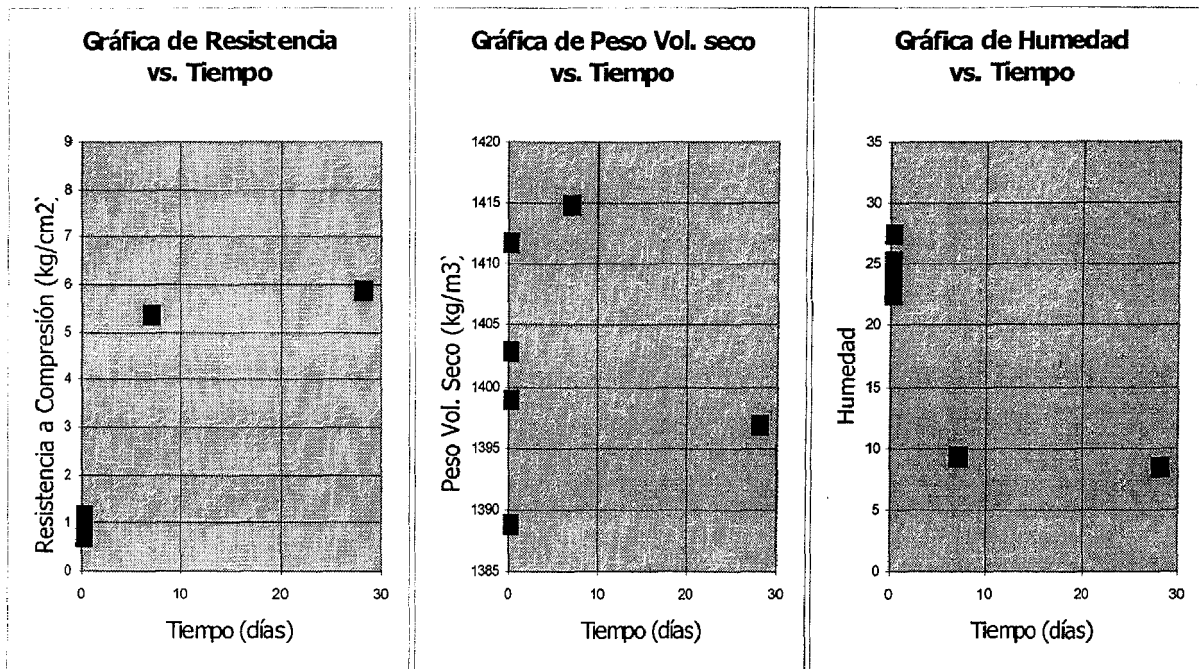 Gráfica de Resistencia
vs. Tiempo
9
8
7
6
5
4
3
2
1
0
0 10 20 30
Resistencia a Compresión (kg/cm2`
Tiempo (días)
Gráfica de Peso Vol. seco
vs. Tiempo
1420
1415
1410
1405
1400
1395
1390
1385
0 10 20 30
Peso Vol. Seco (kg/m3`
Tiempo (días)
Gráfica de Humedad
vs. Tiempo
35
30
25
20
15
10
5
0
0 10 20 30
Humedad
Tiempo (días)